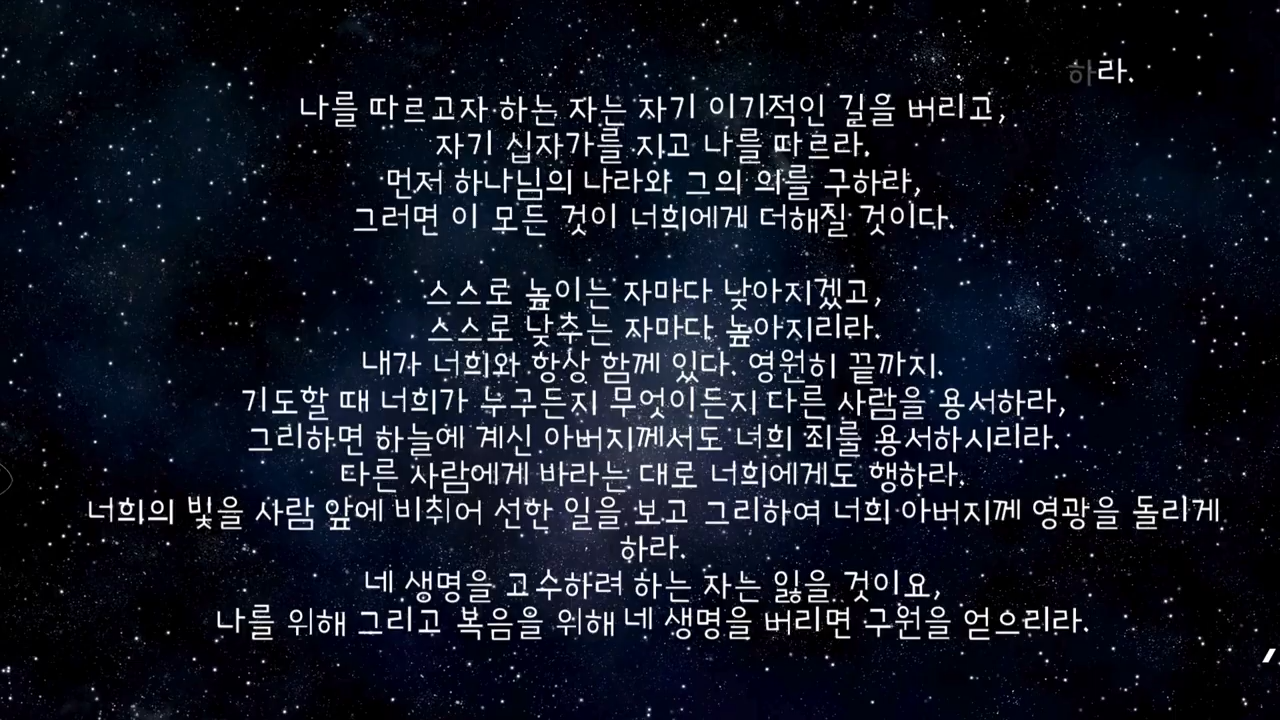 하라.
나를 따르고자 하는 자는 자기 이기적인 길을 버리고,
자기 십자가를 지고 나를 따르라.
먼저 하나님의 나라와 그의 의를 구하라,
그러면 이 모든 것이 너희에게 더해질 것이다.
스스로 높이는 자마다 낮아지겠고,
스스로 낮추는 자마다 높아지리라.
내가 너희와 항상 함께 있다. 영원히 끝까지.
기도할 때 너희가 누구든지 무엇이든지 다른 사람을 용서하라,
그리하면 하늘에 계신 아버지께서도 너희 죄를 용서하시리라.
다른 사람에게 바라는 대로 너희에게도 행하라.
너희의 빛을 사람 앞에 비취어 선한 일을 보고 그리하여 너희 아버지께 영광을 돌리게
하라.
네 생명을 고수하려 하는 자는 잃을 것이요,
나를 위해 그리고 복음을 위해 네 생명을 버리면 구원을 얻으리라.